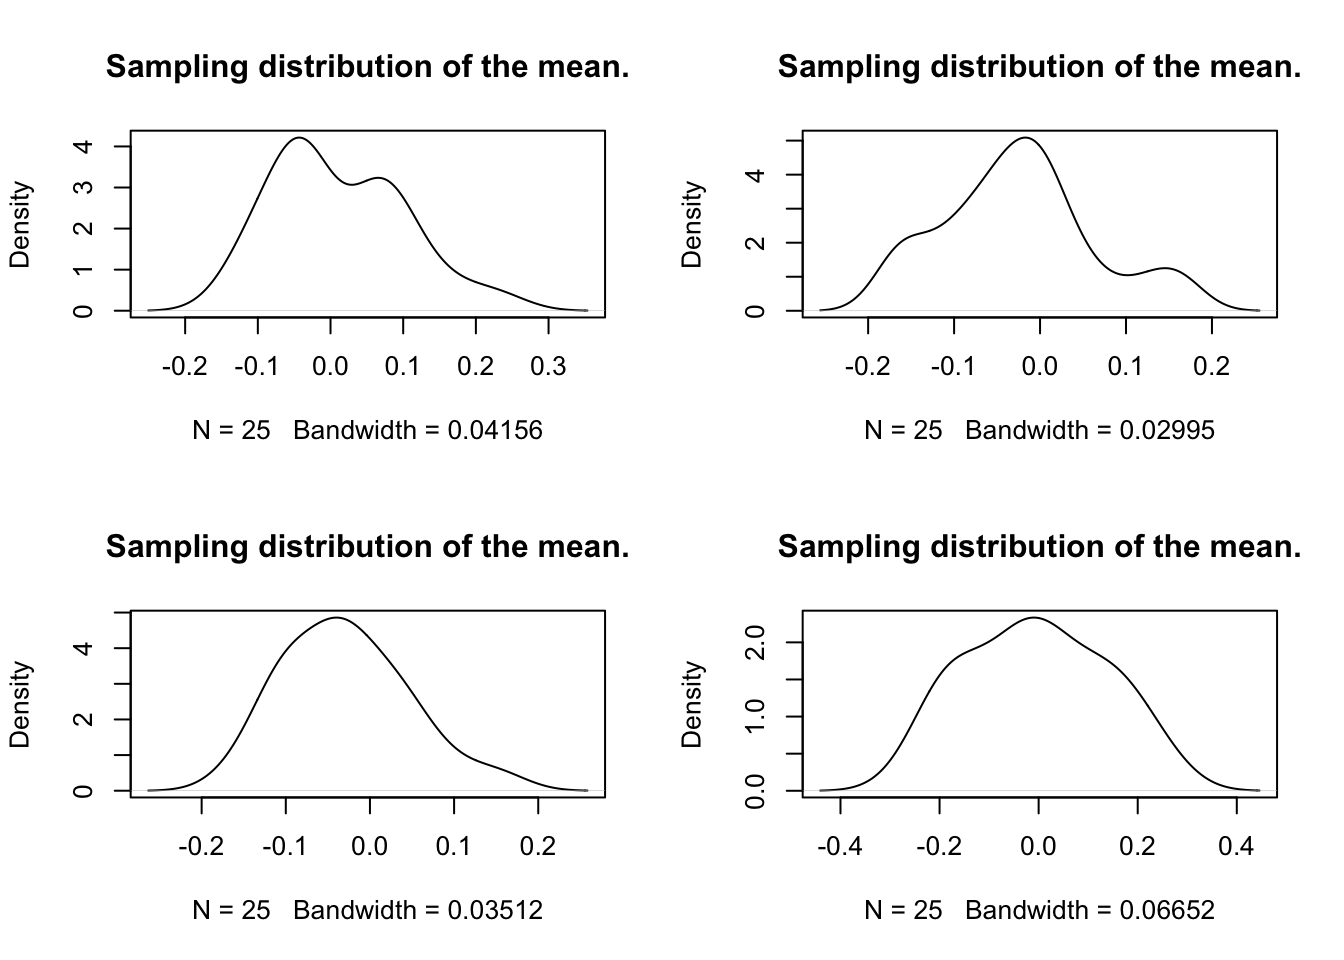 Sampling distribution of the mean.
Density
4
3
2
1
0
-0.2 -0.1 0.0 0.1 0.2 0.3
N = 25 Bandwidth = 0.04156
Sampling distribution of the mean.
Density
4
2
0
-0.2 -0.1 0.0 0.1 0.2
N = 25 Bandwidth = 0.02995
Sampling distribution of the mean.
Density
4
2
0
-0.2 -0.1 0.0 0.1 0.2
N = 25 Bandwidth = 0.03512
Sampling distribution of the mean.
Density
2.0
1.0
0.0
-0.4 -0.2 0.0 0.2 0.4
N = 25 Bandwidth = 0.06652